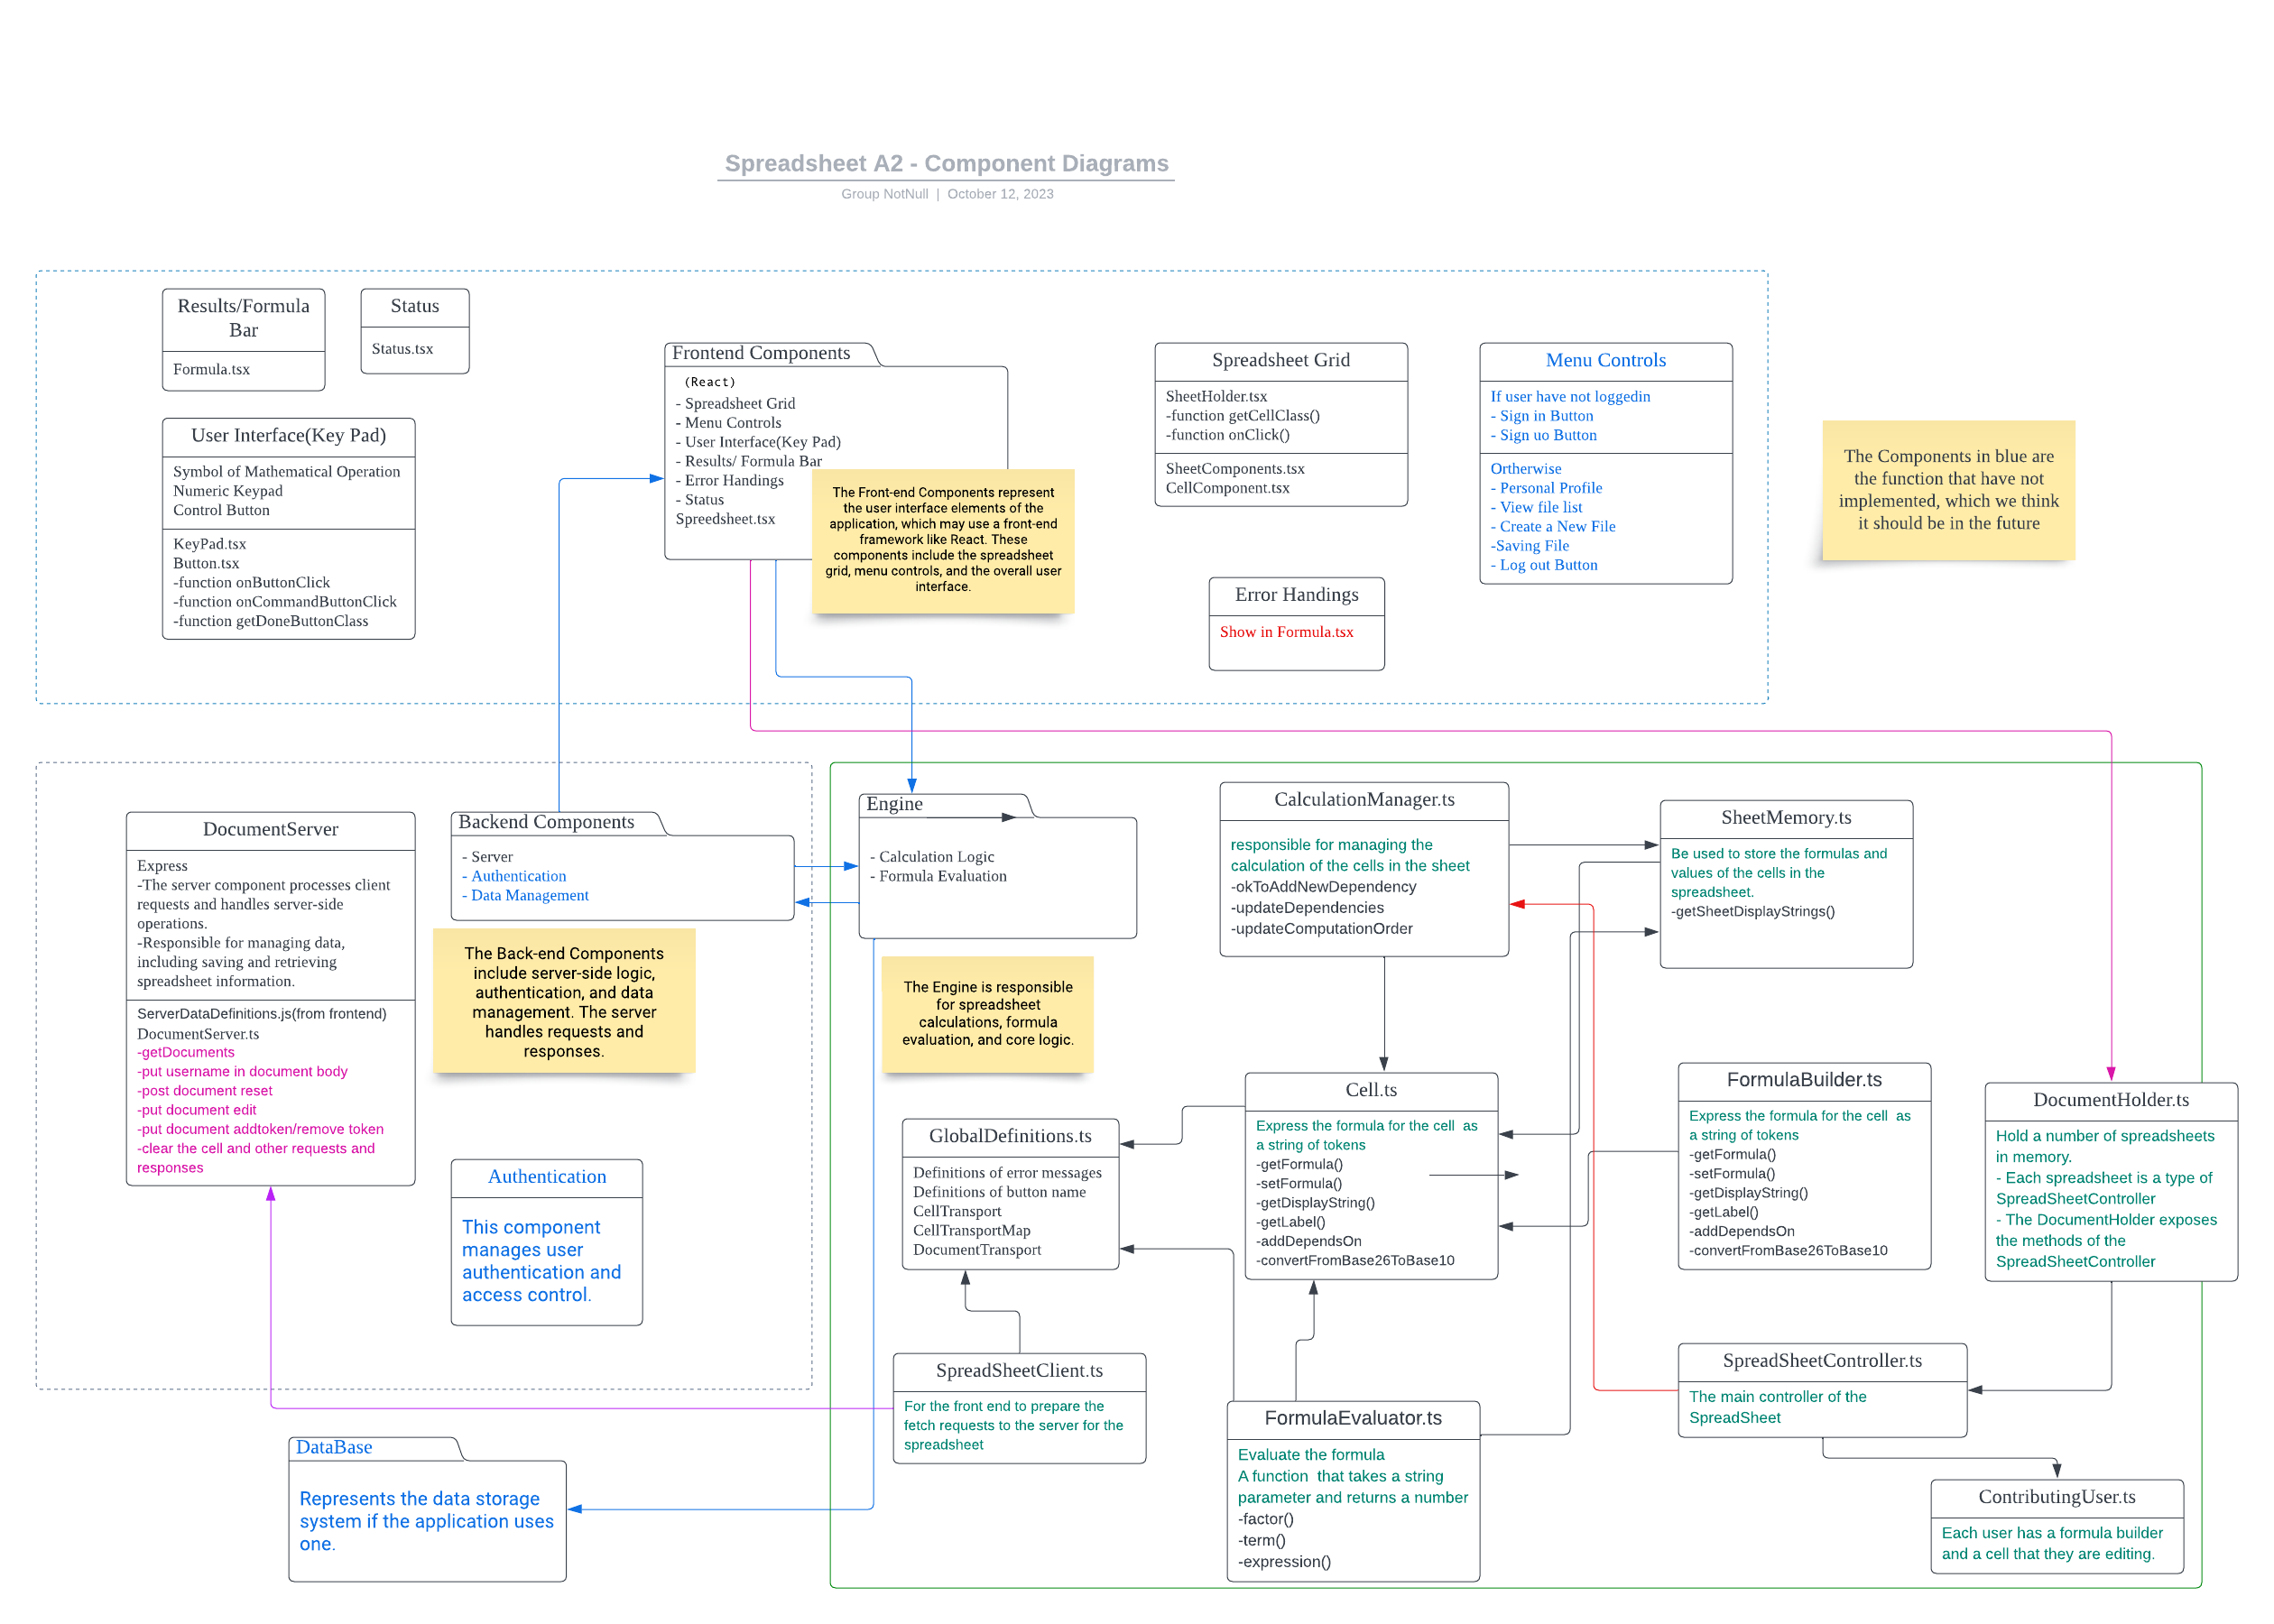 Spreadsheet A2 - Component Diagrams
Group NotNull | October 12, 2023
Results/Formula
Bar
Formula.tsx
Status
Status.tsx
User Interface(Key Pad)
Symbol of Mathematical Operation
Numeric Keypad
Control Button
KeyPad.tsx
Button.tsx
-function onButtonClick
-function onCommandButtonClick
-function getDoneButtonClass
Frontend Components
(React)
- Spreadsheet Grid
- Menu Controls
- User Interface(Key Pad)
- Results/ Formula Bar
- Error Handings
- Status
Spreedsheet.tsx
The Front-end Components represent
the user interface elements of the
application, which may use a front-end
framework like React. These
components include the spreadsheet
grid, menu controls, and the overall user
interface.
Spreadsheet Grid
SheetHolder.tsx
-function getCellClass()
-function onClick()
SheetComponents.tsx
CellComponent.tsx
Error Handings
Show in Formula.tsx
Menu Controls
If user have not loggedin
- Sign in Button
- Sign uo Button
Ortherwise
- Personal Profile
- View file list
- Create a New File
-Saving File
- Log out Button
The Components in blue are
the function that have not
implemented, which we think
it should be in the future
DocumentServer
Express
-The server component processes client
requests and handles server-side
operations.
-Responsible for managing data,
including saving and retrieving
spreadsheet information.
ServerDataDefinitions.js(from frontend)
DocumentServer.ts
-getDocuments
-put username in document body
-post document reset
-put document edit
-put document addtoken/remove token
-clear the cell and other requests and
responses
Backend Components
- Server
- Authentication
- Data Management
The Back-end Components
include server-side logic,
authentication, and data
management. The server
handles requests and
responses.
Authentication
This component
manages user
authentication and
access control.
DataBase
Represents the data storage
system if the application uses
one.
Engine
- Calculation Logic
- Formula Evaluation
The Engine is responsible
for spreadsheet
calculations, formula
evaluation, and core logic.
CalculationManager.ts
responsible for managing the
calculation of the cells in the sheet
-okToAddNewDependency
-updateDependencies
-updateComputationOrder
SheetMemory.ts
Be used to store the formulas and
values of the cells in the
spreadsheet.
-getSheetDisplayStrings()
GlobalDefinitions.ts
Definitions of error messages
Definitions of button name
CellTransport
CellTransportMap
DocumentTransport
Cell.ts
Express the formula for the cell as
a string of tokens
-getFormula()
-setFormula()
-getDisplayString()
-getLabel()
-addDependsOn
-convertFromBase26ToBase10
FormulaBuilder.ts
Express the formula for the cell as
a string of tokens
-getFormula()
-setFormula()
-getDisplayString()
-getLabel()
-addDependsOn
-convertFromBase26ToBase10
DocumentHolder.ts
Hold a number of spreadsheets
in memory.
- Each spreadsheet is a type of
SpreadSheetController
- The DocumentHolder exposes
the methods of the
SpreadSheetController
SpreadSheetClient.ts
For the front end to prepare the
fetch requests to the server for the
spreadsheet
FormulaEvaluator.ts
Evaluate the formula
A function that takes a string
parameter and returns a number
-factor()
-term()
-expression()
SpreadSheetController.ts
The main controller of the
SpreadSheet
ContributingUser.ts
Each user has a formula builder
and a cell that they are editing.